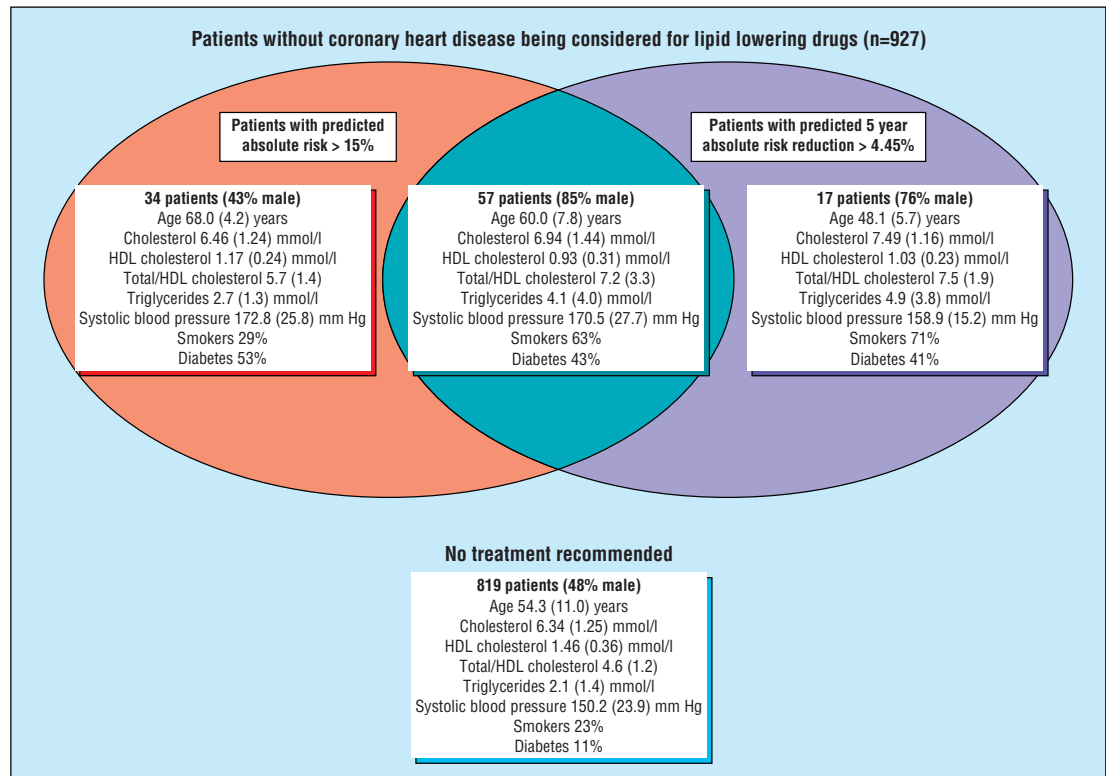 Patients without coronary heart disease being considered for lipid lowering drugs (n=927)
Patients with predicted
absolute risk > 15%
Patients with predicted 5 year
absolute risk reduction > 4.45%
34 patients (43% male)
Age 68.0 (4.2) years
Cholesterol 6.46 (1.24) mmol/l
HDL cholesterol 1.17 (0.24) mmol/l
Total/HDL cholesterol 5.7 (1.4)
Triglycerides 2.7 (1.3) mmol/l
Systolic blood pressure 172.8 (25.8) mm Hg
Smokers 29%
Diabetes 53%
57 patients (85% male)
Age 60.0 (7.8) years
Cholesterol 6.94 (1.44) mmol/l
HDL cholesterol 0.93 (0.31) mmol/l
Total/HDL cholesterol 7.2 (3.3)
Triglycerides 4.1 (4.0) mmol/l
Systolic blood pressure 170.5 (27.7) mm Hg
Smokers 63%
Diabetes 43%
17 patients (76% male)
Age 48.1 (5.7) years
Cholesterol 7.49 (1.16) mmol/l
HDL cholesterol 1.03 (0.23) mmol/l
Total/HDL cholesterol 7.5 (1.9)
Triglycerides 4.9 (3.8) mmol/l
Systolic blood pressure 158.9 (15.2) mm Hg
Smokers 71%
Diabetes 41%
No treatment recommended
819 patients (48% male)
Age 54.3 (11.0) years
Cholesterol 6.34 (1.25) mmol/l
HDL cholesterol 1.46 (0.36) mmol/l
Total/HDL cholesterol 4.6 (1.2)
Triglycerides 2.1 (1.4) mmol/l
Systolic blood pressure 150.2 (23.9) mm Hg
Smokers 23%
Diabetes 11%